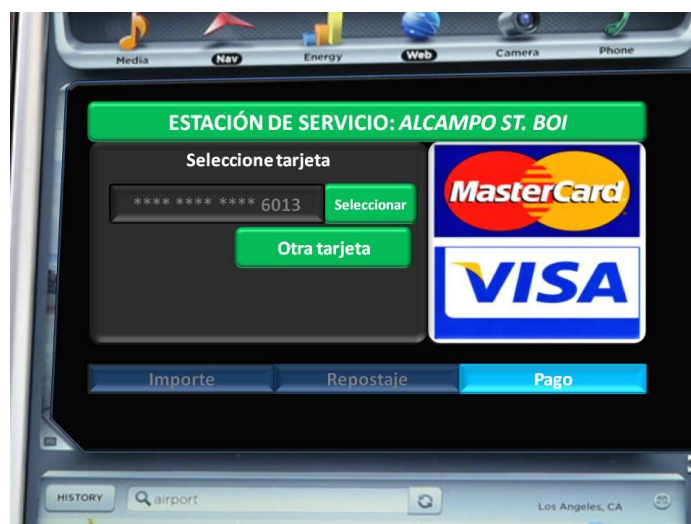 Media Nav Energy Web Camera Phone
ESTACIÓN DE SERVICIO: ALCAMPO ST. BOI
Seleccione tarjeta
**** **** **** 6013 Seleccionar
Otra tarjeta
MasterCard
VISA
Importe Repostaje Pago
HISTORY airport Los Angeles, CA